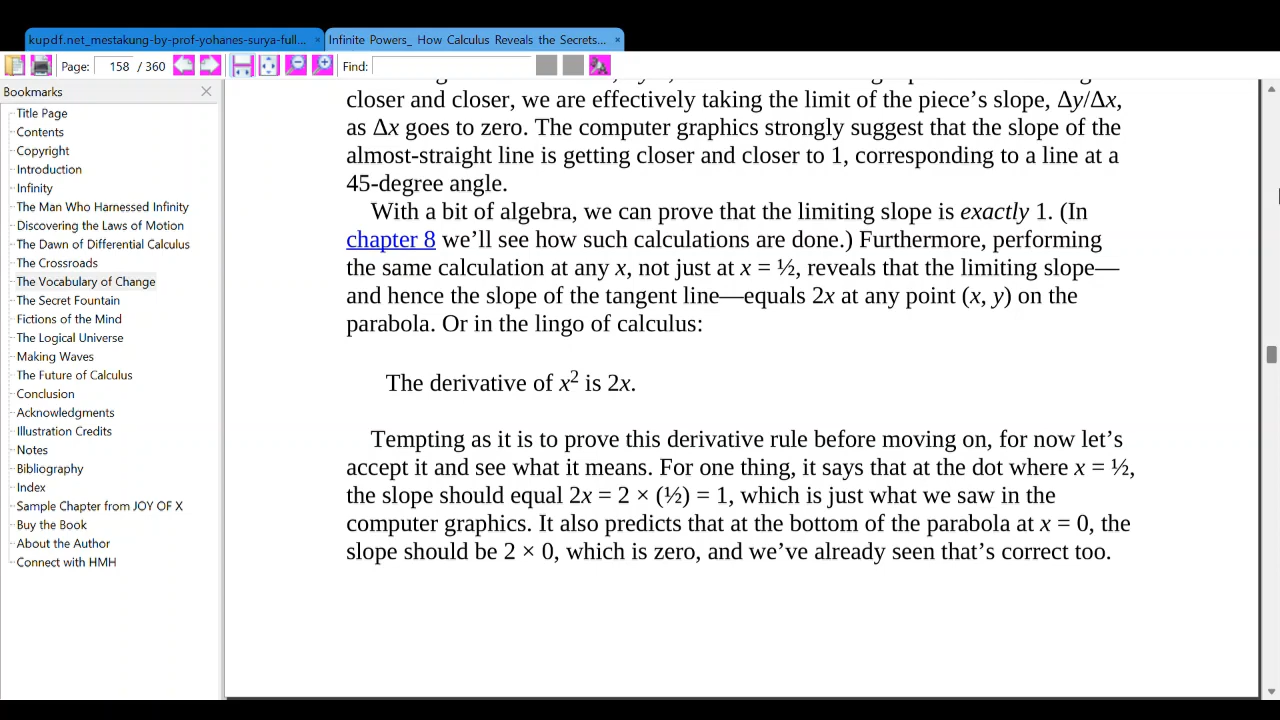 kupdf.net_mestakung-by-prof-yohanes-surya-full... ×
Infinite Powers_ How Calculus Reveals the Secrets... ×
Page: 158 / 360
Find:
Bookmarks
Title Page
Contents
Copyright
Introduction
Infinity
The Man Who Harnessed Infinity
Discovering the Laws of Motion
The Dawn of Differential Calculus
The Crossroads
The Vocabulary of Change
The Secret Fountain
Fictions of the Mind
The Logical Universe
Making Waves
The Future of Calculus
Conclusion
Acknowledgments
Illustration Credits
Notes
Bibliography
Index
Sample Chapter from JOY OF X
Buy the Book
About the Author
Connect with HMH
closer and closer, we are effectively taking the limit of the piece’s slope, Δy/Δx,
as Δx goes to zero. The computer graphics strongly suggest that the slope of the
almost-straight line is getting closer and closer to 1, corresponding to a line at a
45-degree angle.
With a bit of algebra, we can prove that the limiting slope is exactly 1. (In
chapter 8 we’ll see how such calculations are done.) Furthermore, performing
the same calculation at any x, not just at x = ½, reveals that the limiting slope—
and hence the slope of the tangent line—equals 2x at any point (x, y) on the
parabola. Or in the lingo of calculus:
The derivative of x² is 2x.
Tempting as it is to prove this derivative rule before moving on, for now let’s
accept it and see what it means. For one thing, it says that at the dot where x = ½,
the slope should equal 2x = 2 × (½) = 1, which is just what we saw in the
computer graphics. It also predicts that at the bottom of the parabola at x = 0, the
slope should be 2 × 0, which is zero, and we’ve already seen that’s correct too.